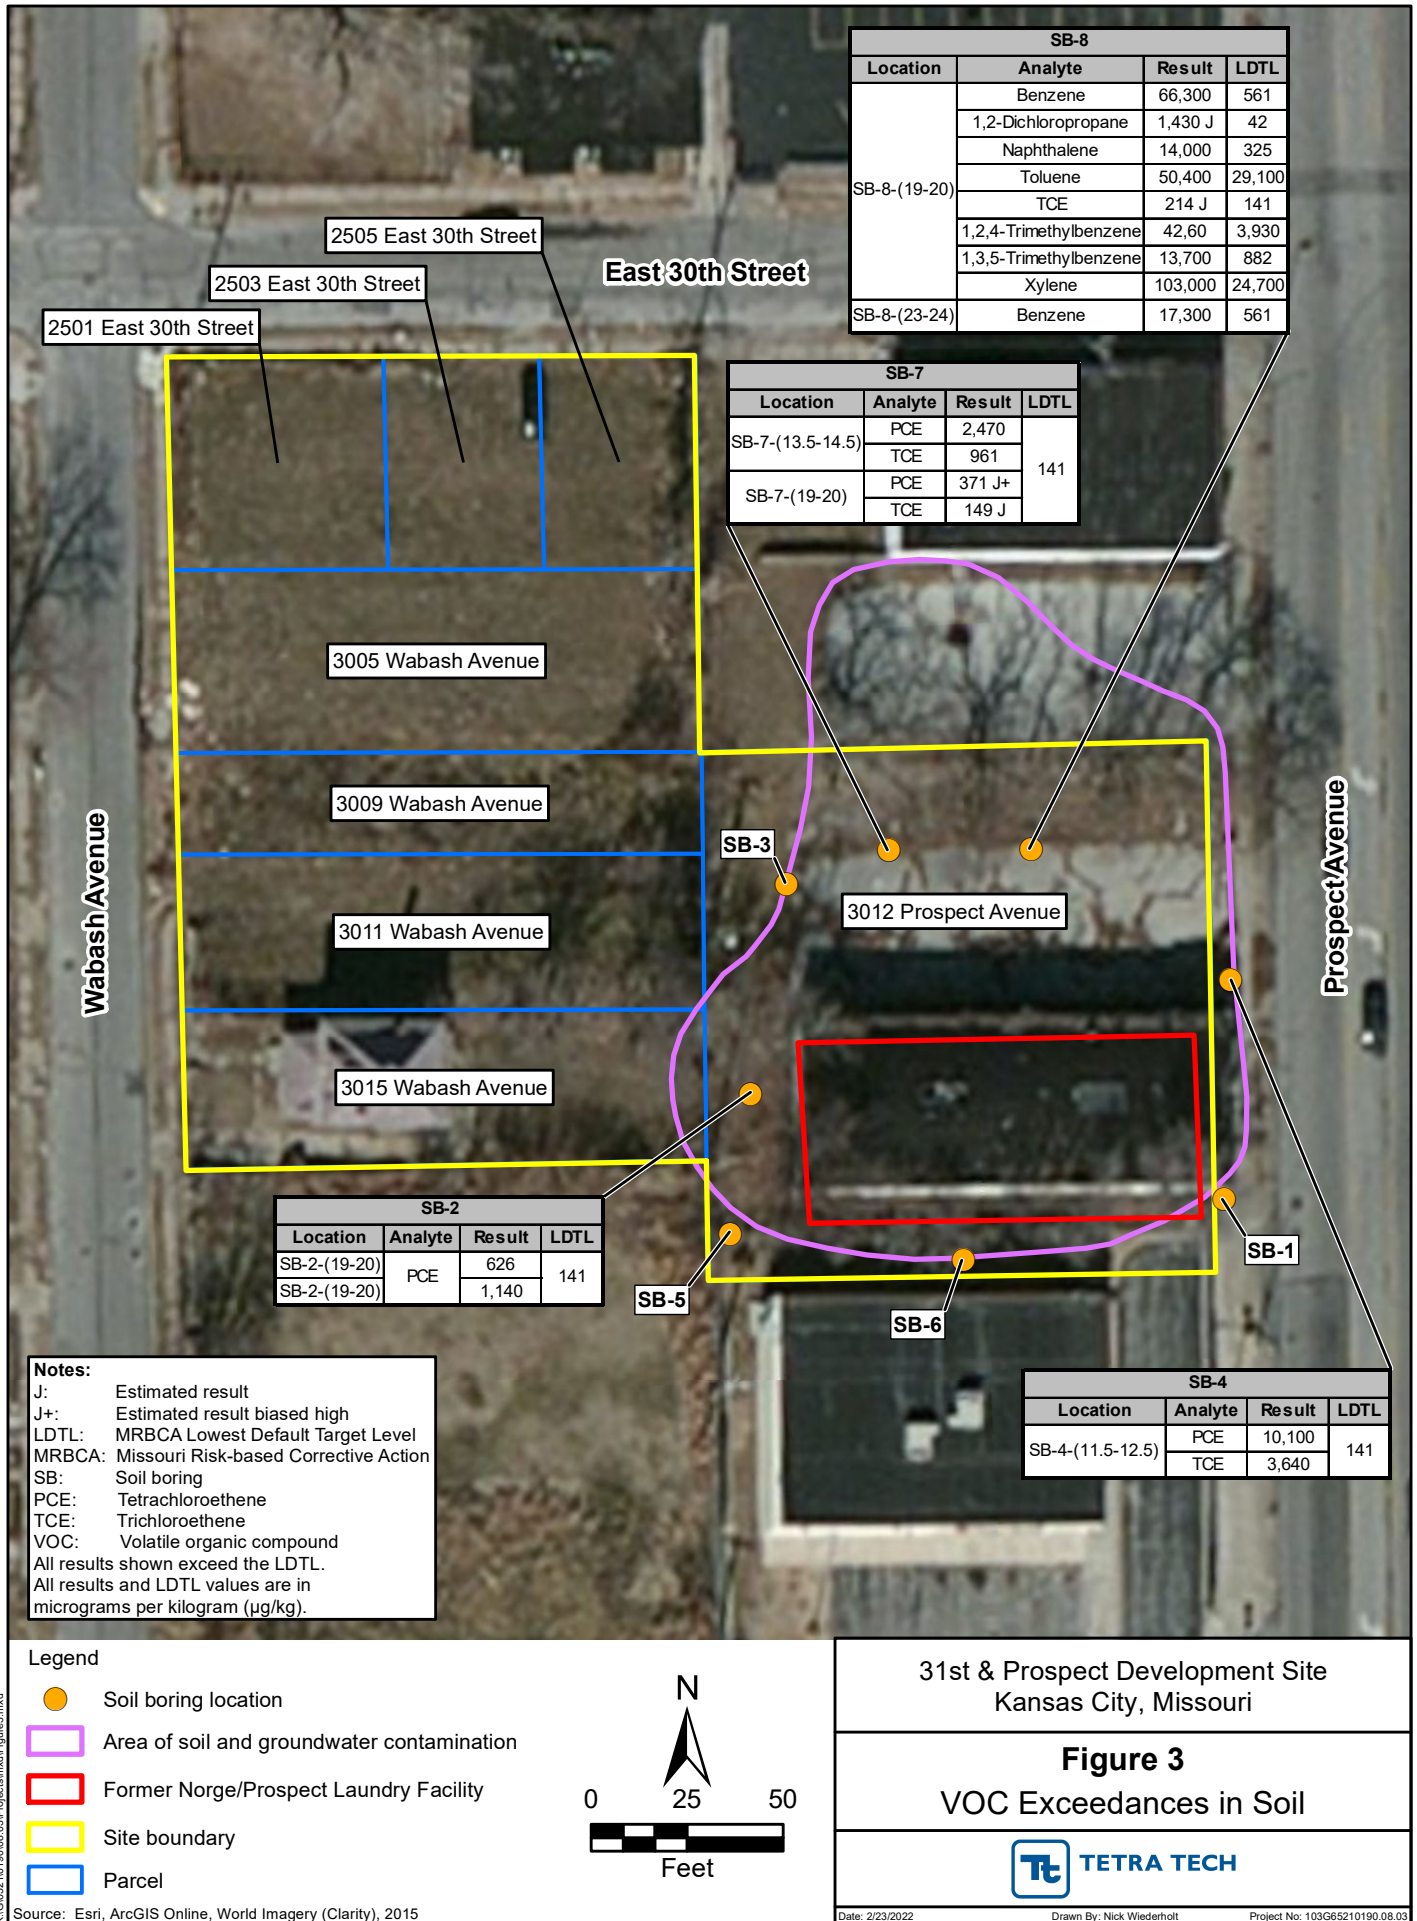 SB-8
Location Analyte Result LDTL
SB-8-(19-20) Benzene 66,300 561
1,2-Dichloropropane 1,430 J 42
Naphthalene 14,000 325
Toluene 50,400 29,100
TCE 214 J 141
1,2,4-Trimethylbenzene 42,60 3,930
1,3,5-Trimethylbenzene 13,700 882
Xylene 103,000 24,700
SB-8-(23-24) Benzene 17,300 561
2505 East 30th Street
East 30th Street
2503 East 30th Street
2501 East 30th Street
SB-7
Location Analyte Result LDTL
SB-7-(13.5-14.5) PCE 2,470 141
TCE 961
SB-7-(19-20) PCE 371 J+
TCE 149 J
3005 Wabash Avenue
3009 Wabash Avenue
SB-3
3012 Prospect Avenue
3011 Wabash Avenue
Wabash Avenue
Prospect Avenue
3015 Wabash Avenue
SB-2
Location Analyte Result LDTL
SB-2-(19-20) PCE 626 141
SB-2-(19-20) 1,140
SB-1
SB-5
SB-6
SB-4
Location Analyte Result LDTL
SB-4-(11.5-12.5) PCE 10,100 141
TCE 3,640
Notes:
J: Estimated result
J+: Estimated result biased high
LDTL: MRBCA Lowest Default Target Level
MRBCA: Missouri Risk-based Corrective Action
SB: Soil boring
PCE: Tetrachloroethene
TCE: Trichloroethene
VOC: Volatile organic compound
All results shown exceed the LDTL.
All results and LDTL values are in
micrograms per kilogram (µg/kg).
Legend
Soil boring location
Area of soil and groundwater contamination
Former Norge/Prospect Laundry Facility
Site boundary
Parcel
Source: Esri, ArcGIS Online, World Imagery (Clarity), 2015
N
0 25 50
Feet
31st & Prospect Development Site
Kansas City, Missouri
Figure 3
VOC Exceedances in Soil
Tt TETRA TECH
Date: 2/23/2022 Drawn By: Nick Wiederholt Project No: 103G65210190.08.03